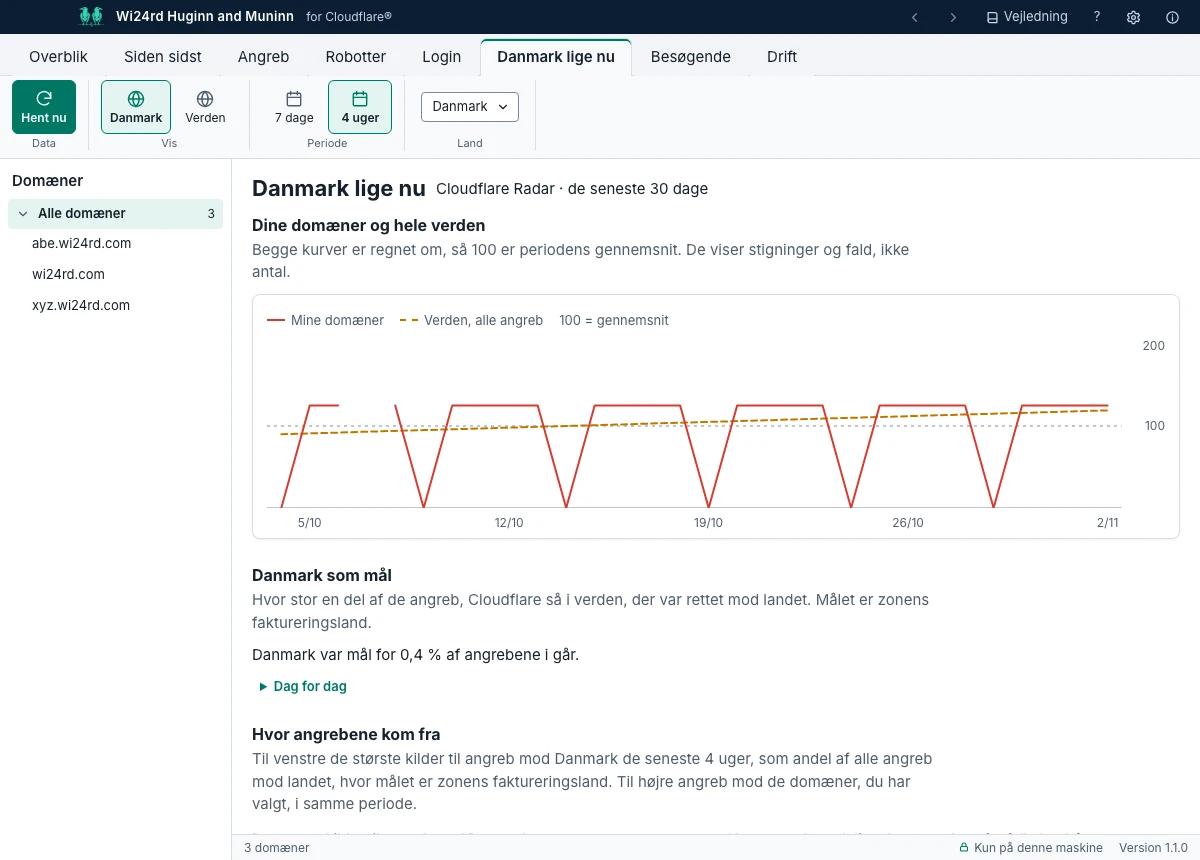 Wi24rd Huginn and Muninn for Cloudflare®
Vejledning ?
Overblik Siden sidst Angreb Robotter Login Danmark lige nu Besøgende Drift
Hent nu Danmark Verden 7 dage 4 uger Danmark
Data Vis Periode Land
Domæner
Alle domæner 3
abe.wi24rd.com
wi24rd.com
xyz.wi24rd.com
Danmark lige nu Cloudflare Radar · de seneste 30 dage
Dine domæner og hele verden
Begge kurver er regnet om, så 100 er periodens gennemsnit. De viser stigninger og fald, ikke
antal.
Mine domæner Verden, alle angreb 100 = gennemsnit
200
100
5/10 12/10 19/10 26/10 2/11
Danmark som mål
Hvor stor en del af de angreb, Cloudflare så i verden, der var rettet mod landet. Målet er zonens
faktureringsland.
Danmark var mål for 0,4 % af angrebene i går.
Dag for dag
Hvor angrebene kom fra
Til venstre de største kilder til angreb mod Danmark de seneste 4 uger, som andel af alle angreb
mod landet, hvor målet er zonens faktureringsland. Til højre angreb mod de domæner, du har
valgt, i samme periode.
3 domæner Kun på denne maskine Version 1.1.0